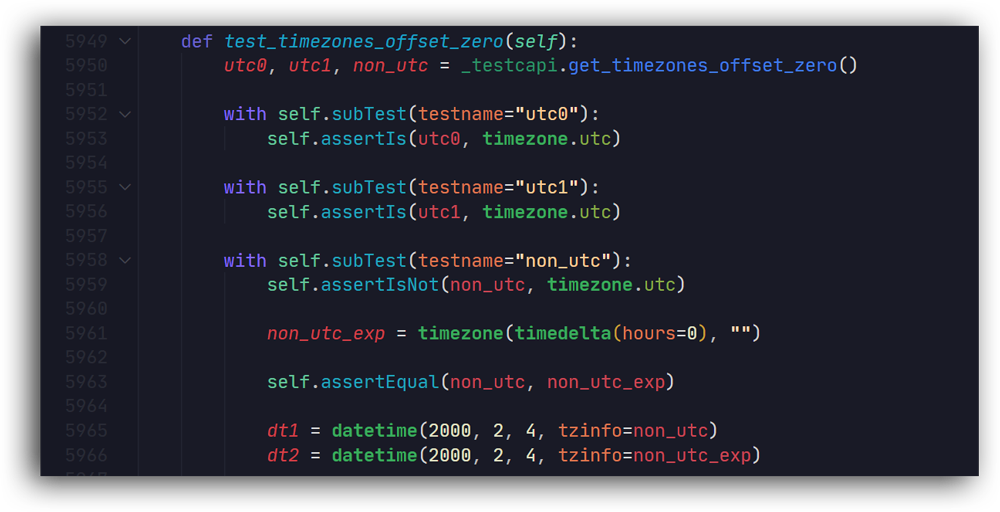 5949 def test_timezones_offset_zero(self):
5950 utc0, utc1, non_utc = _testcapi.get_timezones_offset_zero()
5951
5952 with self.subTest(testname="utc0"):
5953 self.assertIs(utc0, timezone.utc)
5954
5955 with self.subTest(testname="utc1"):
5956 self.assertIs(utc1, timezone.utc)
5957
5958 with self.subTest(testname="non_utc"):
5959 self.assertIsNot(non_utc, timezone.utc)
5960
5961 non_utc_exp = timezone(timedelta(hours=0), "")
5962
5963 self.assertEqual(non_utc, non_utc_exp)
5964
5965 dt1 = datetime(2000, 2, 4, tzinfo=non_utc)
5966 dt2 = datetime(2000, 2, 4, tzinfo=non_utc_exp)